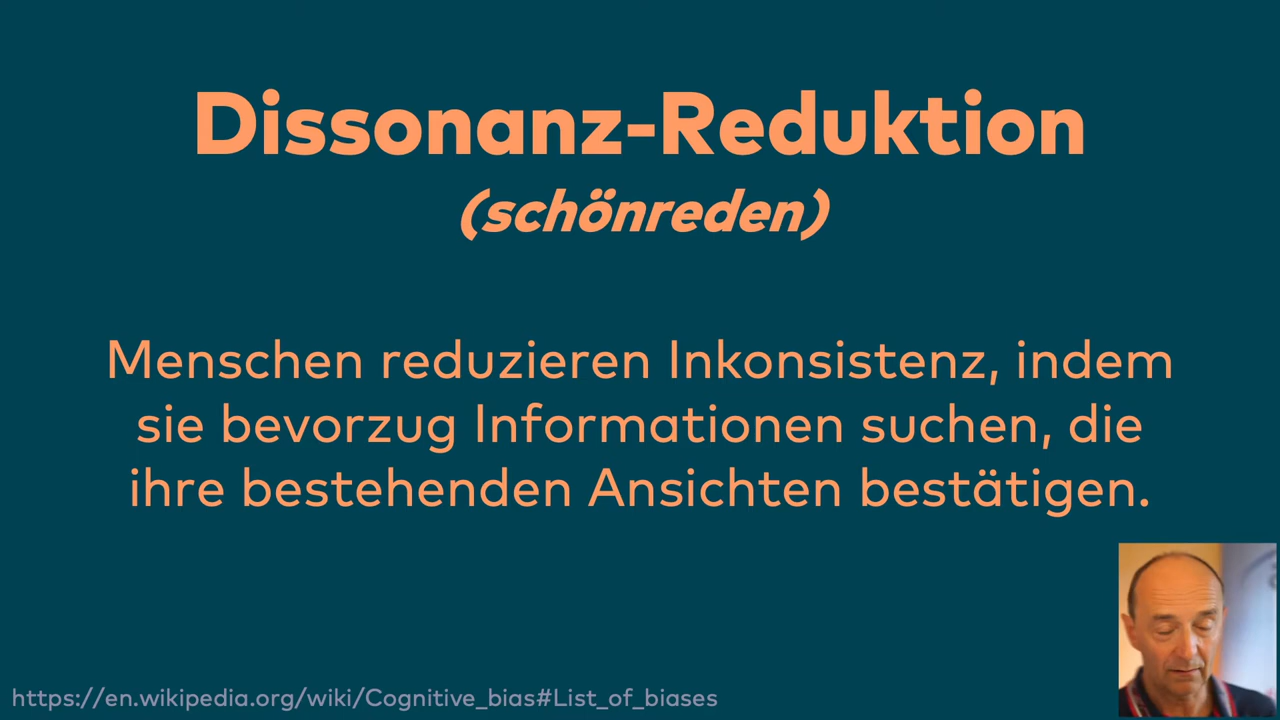 Dissonanz-Reduktion
(schönreden)
Menschen reduzieren Inkonsistenz, indem
sie bevorzug Informationen suchen, die
ihre bestehenden Ansichten bestätigen.
https://en.wikipedia.org/wiki/Cognitive_bias#List_of_biases